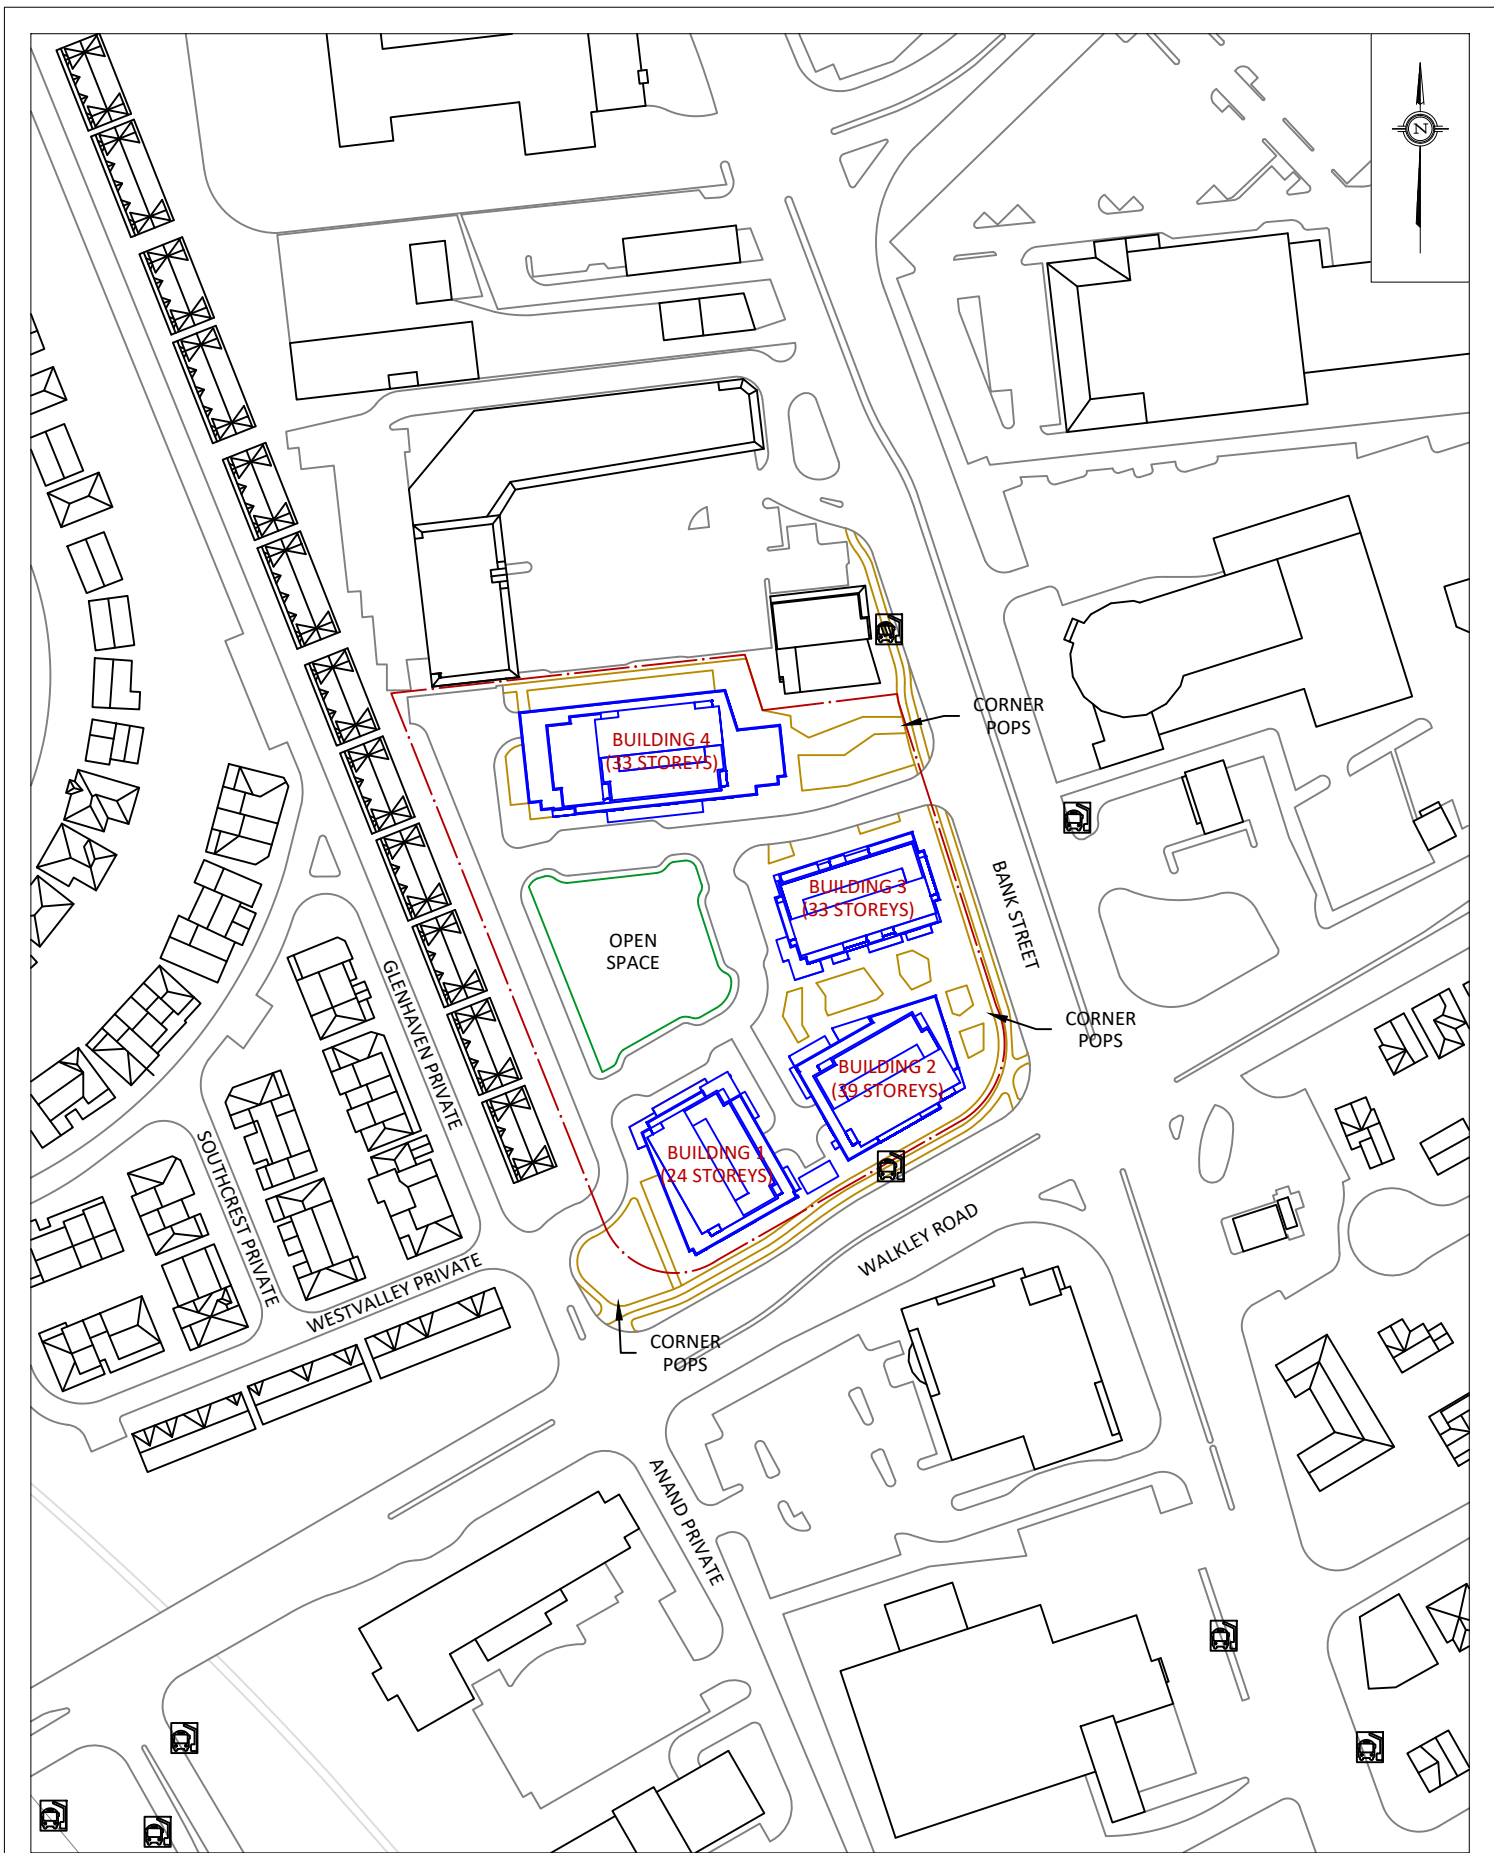 N
CORNER
POPS
BUILDING 4
(33 STOREYS)
BUILDING 3
(33 STOREYS)
BANK STREET
OPEN
SPACE
GLENHAVEN PRIVATE
CORNER
POPS
BUILDING 2
(39 STOREYS)
BUILDING 1
(24 STOREYS)
SOUTHCREST PRIVATE
WALKLEY ROAD
WESTVALLEY PRIVATE
CORNER
POPS
ANAND PRIVATE